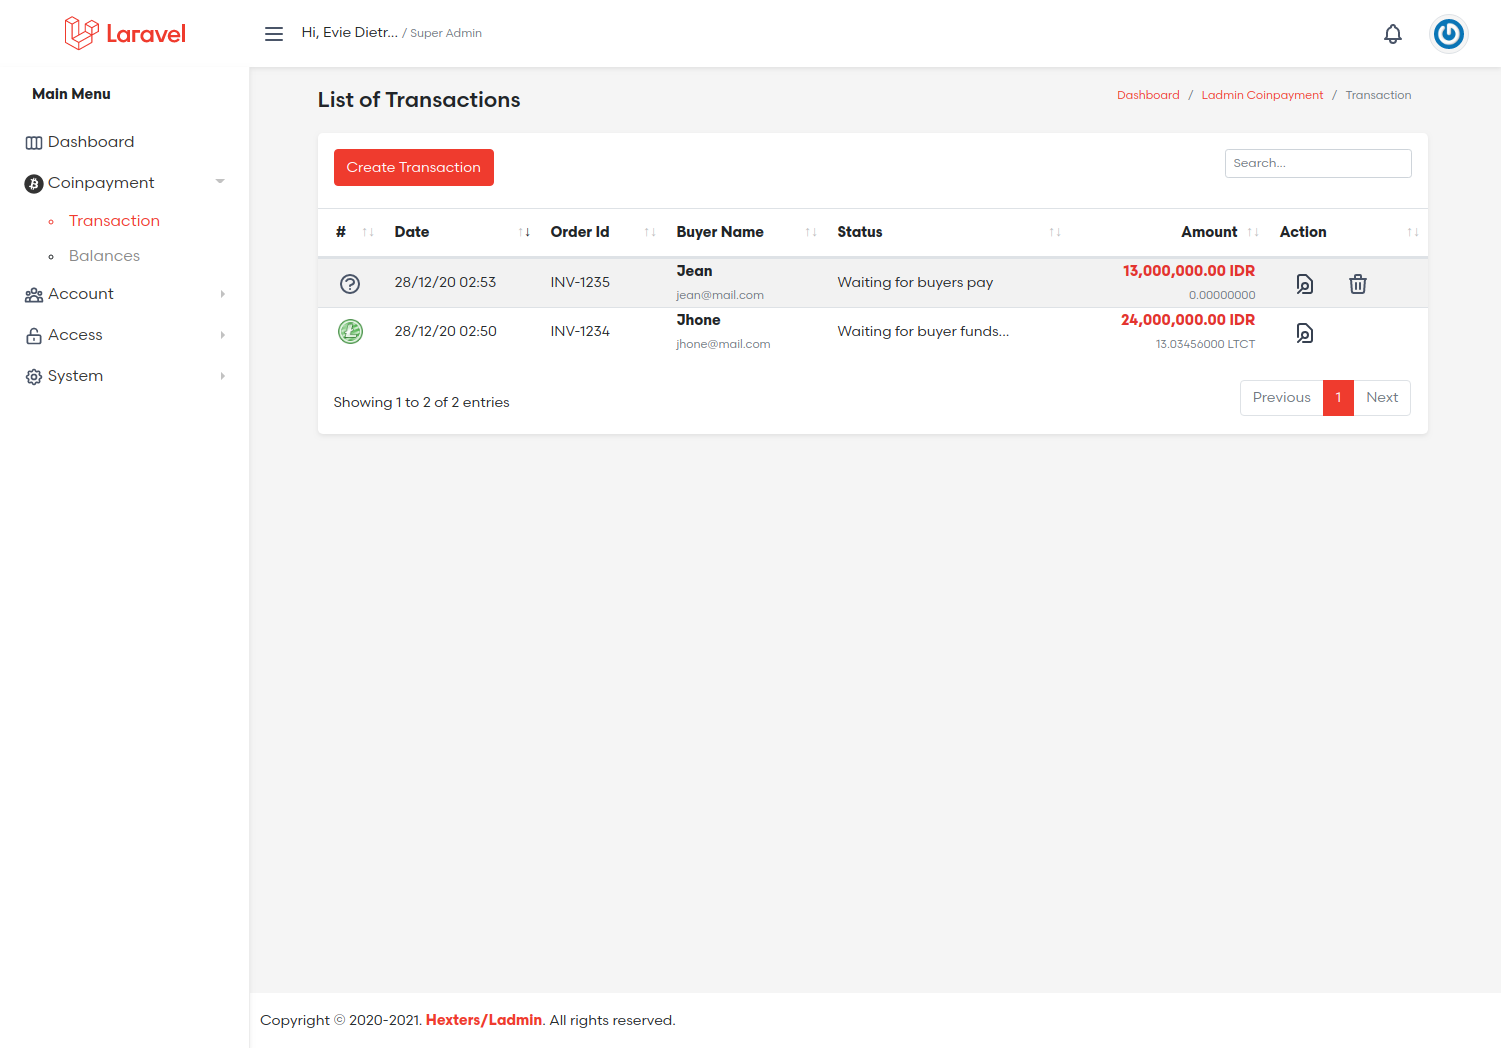 Laravel
Hi, Evie Dietr... / Super Admin
Main Menu
Dashboard
Coinpayment
Transaction
Balances
Account
Access
System
List of Transactions
Dashboard / Ladmin Coinpayment / Transaction
Create Transaction
Search...
# Date Order Id Buyer Name Status Amount Action
28/12/20 02:53 INV-1235 Jean Waiting for buyers pay 13,000,000.00 IDR
jean@mail.com 0.00000000
28/12/20 02:50 INV-1234 Jhone Waiting for buyer funds... 24,000,000.00 IDR
jhone@mail.com 13.03456000 LTCT
Showing 1 to 2 of 2 entries
Previous 1 Next
Copyright © 2020-2021. Hexters/Ladmin. All rights reserved.